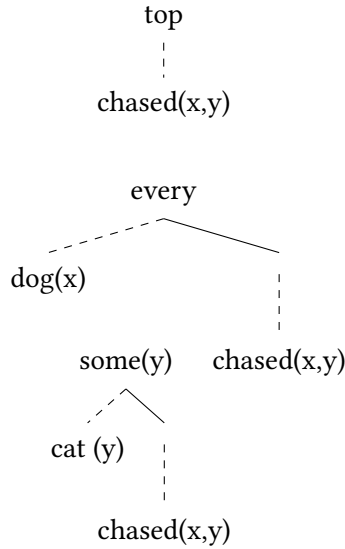 top
chased(x,y)
every
dog(x)
some(y) chased(x,y)
cat (y)
chased(x,y)